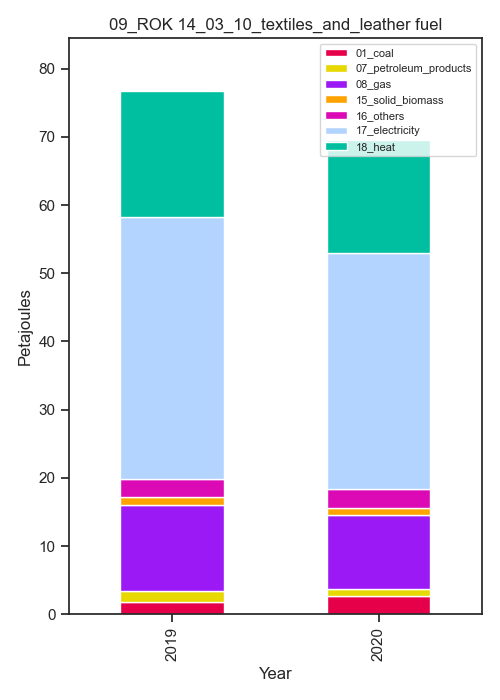 09_ROK 14_03_10_textiles_and_leather fuel
01_coal
07_petroleum_products
08_gas
15_solid_biomass
16_others
17_electricity
18_heat
80
70
60
50
40
30
20
10
0
Petajoules
2019
2020
Year